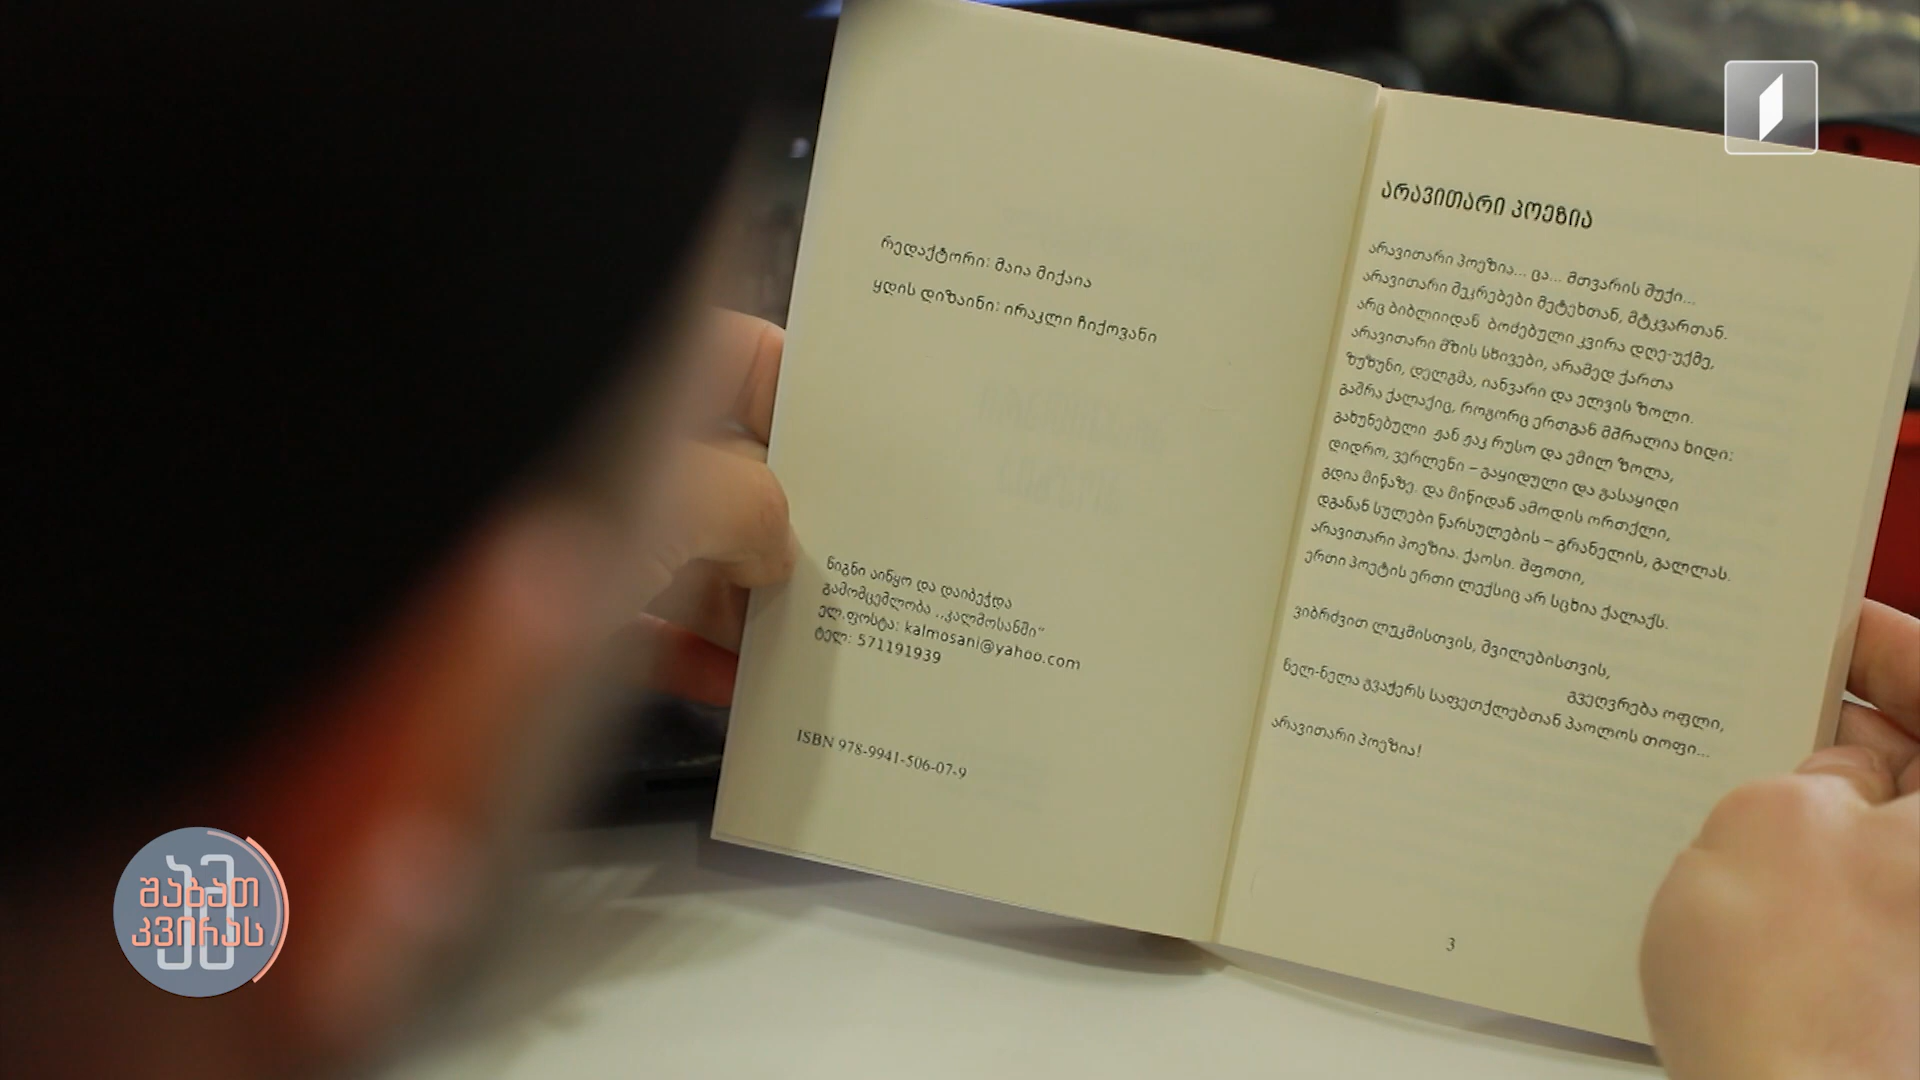 რედაქტორი: მაია მიქაია
ყდის დიზაინი: ირაკლი ჩიქოვანი
წიგნი აიწყო და დაიბეჭდა
გამომცემლობა ,,კალმოსანში"
ელ.ფოსტა: kalmosani@yahoo.com
ტელ: 571191939
ISBN 978-9941-506-07-9
არავითარი პოეზია
არავითარი პოეზია... ცა... მთვარის შუქი...
არავითარი შეკრებები მეტეხთან, მტკვართან.
არც ბიბლიიდან ბოძებული კვირა დღე-უქმე,
არავითარი მზის სხივები, არამედ ქართა
ზუზუნი, დელგმა, იანვარი და ელვის ზოლი.
გაშრა ქალაქიც, როგორც ერთგან მშრალია ხიდი:
გახუნებული ჟან ჟაკ რუსო და ემილ ზოლა,
დიდრო, ვერლენი – გაყიდული და გასაყიდი
გდია მიწაზე. და მიწიდან ამოდის ორთქლი,
დგანან სულები წარსულების – გრანელის, გალლას.
არავითარი პოეზია. ქაოსი. შფოთი,
ერთი პოეტის ერთი ლექსიც არ სცხია ქალაქს.
ვიბრძვით ლუკმისთვის, შვილებისთვის,
გვეღვრება ოფლი,
ნელ-ნელა გვაქერს საფეთქლებთან პაოლოს თოფი...
არავითარი პოეზია!
3
შაბათ
კვირას